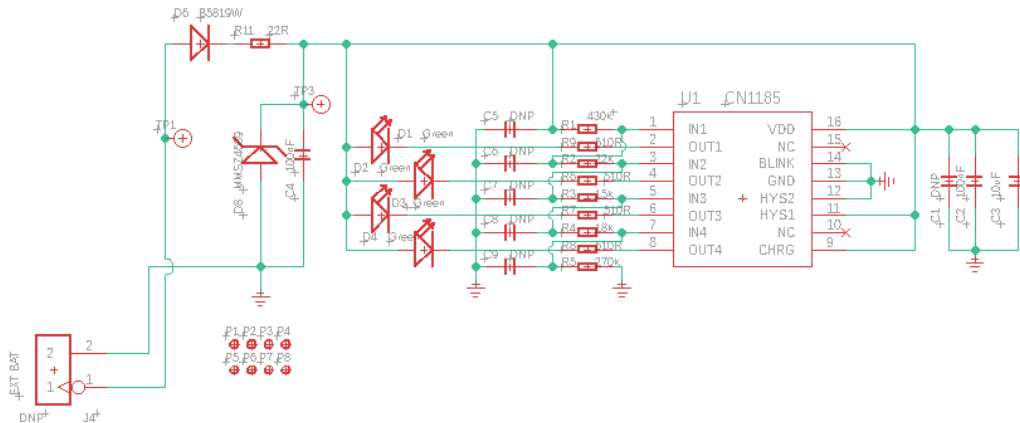 D6 B5819W
R11 22R
TP3
TP1
MMSZ4689
D8
100nF
C4
D1 Green
D2 Green
D3 Green
D4 Green
C5 DNP
C6 DNP
C7 DNP
C8 DNP
C9 DNP
R1 430k
R9 510R
R2 22k
R6 510R
R3 15k
R7 510R
R4 18k
R8 510R
R5 270k
U1 CN1185
1 IN1 VDD 16
2 OUT1 NC 15
3 IN2 BLINK 14
4 OUT2 GND 13
5 IN3 HYS2 12
6 OUT3 HYS1 11
7 IN4 NC 10
8 OUT4 CHRG 9
C1 DNP
C2 100nF
C3 10uF
P1 P2 P3 P4
P5 P6 P7 P8
EXT BAT
2 2
1 1
DNP J4